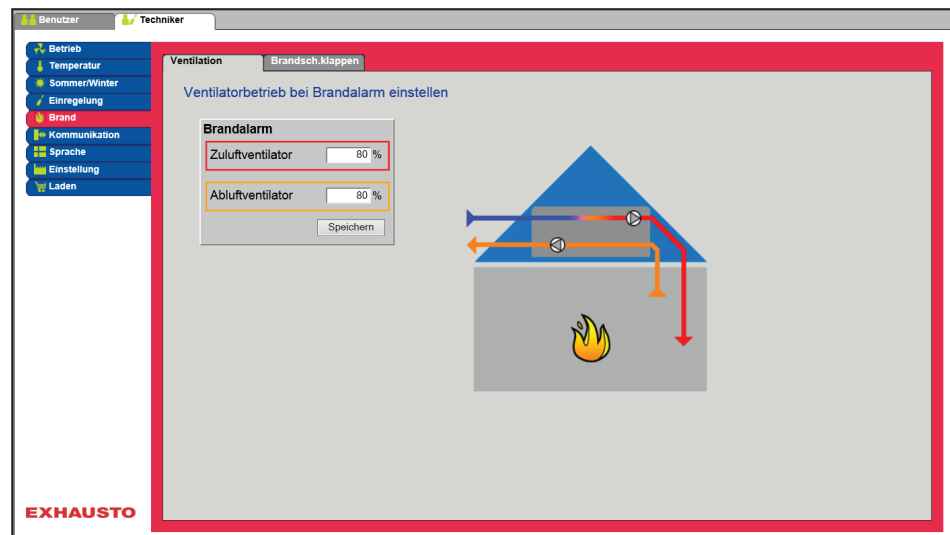 Benutzer
Techniker
Betrieb
Temperatur
Sommer/Winter
Einregelung
Brand
Kommunikation
Sprache
Einstellung
Laden
Ventilation
Brandsch.klappen
Ventilatorbetrieb bei Brandalarm einstellen
Brandalarm
Zuluftventilator 80 %
Abluftventilator 80 %
Speichern
EXHAUSTO